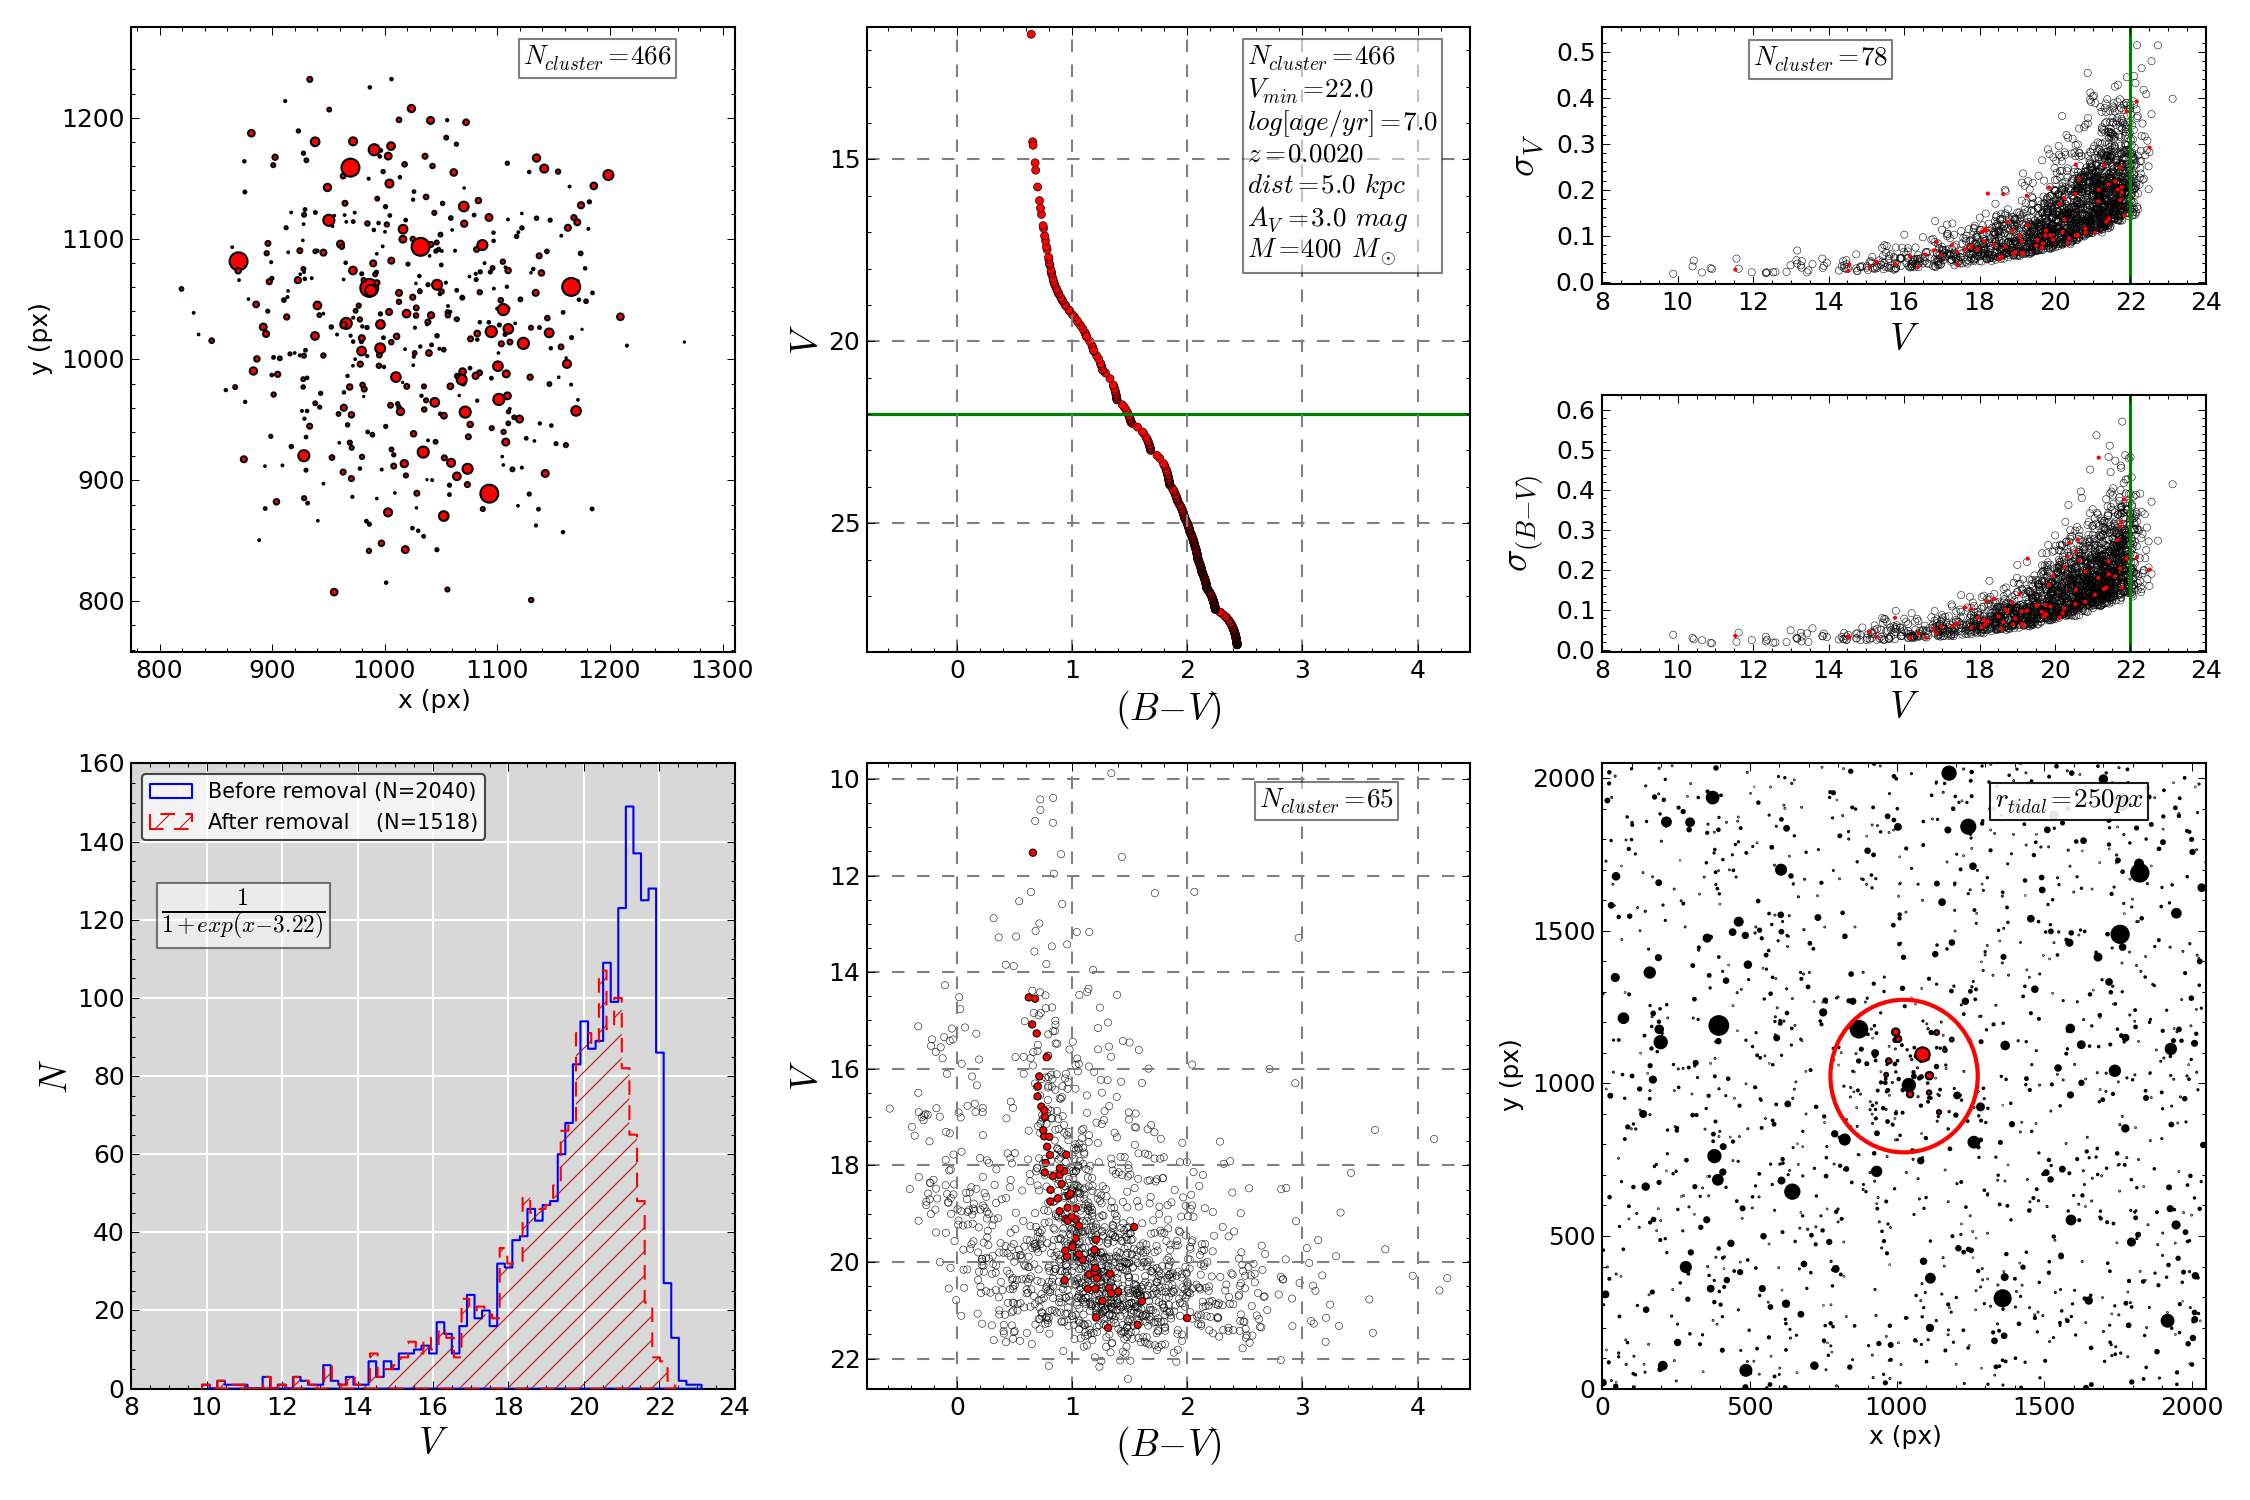 N_cluster=466
1200
1100
1000
900
800
y (px)
800 900 1000 1100 1200 1300
x (px)
N_cluster=466
V_min=22.0
log[age/yr]=7.0
z=0.0020
dist=5.0 kpc
A_V=3.0 mag
M=400 M_⊙
15
20
25
V
0 1 2 3 4
(B−V)
N_cluster=78
0.5
0.4
0.3
0.2
0.1
0.0
σ_V
8 10 12 14 16 18 20 22 24
V
0.6
0.5
0.4
0.3
0.2
0.1
0.0
σ_(B−V)
8 10 12 14 16 18 20 22 24
V
Before removal (N=2040)
After removal (N=1518)
1
1+exp(x−3.22)
160
140
120
100
80
60
40
20
0
N
8 10 12 14 16 18 20 22 24
V
N_cluster=65
10
12
14
16
18
20
22
V
0 1 2 3 4
(B−V)
r_tidal=250px
2000
1500
1000
500
0
y (px)
0 500 1000 1500 2000
x (px)